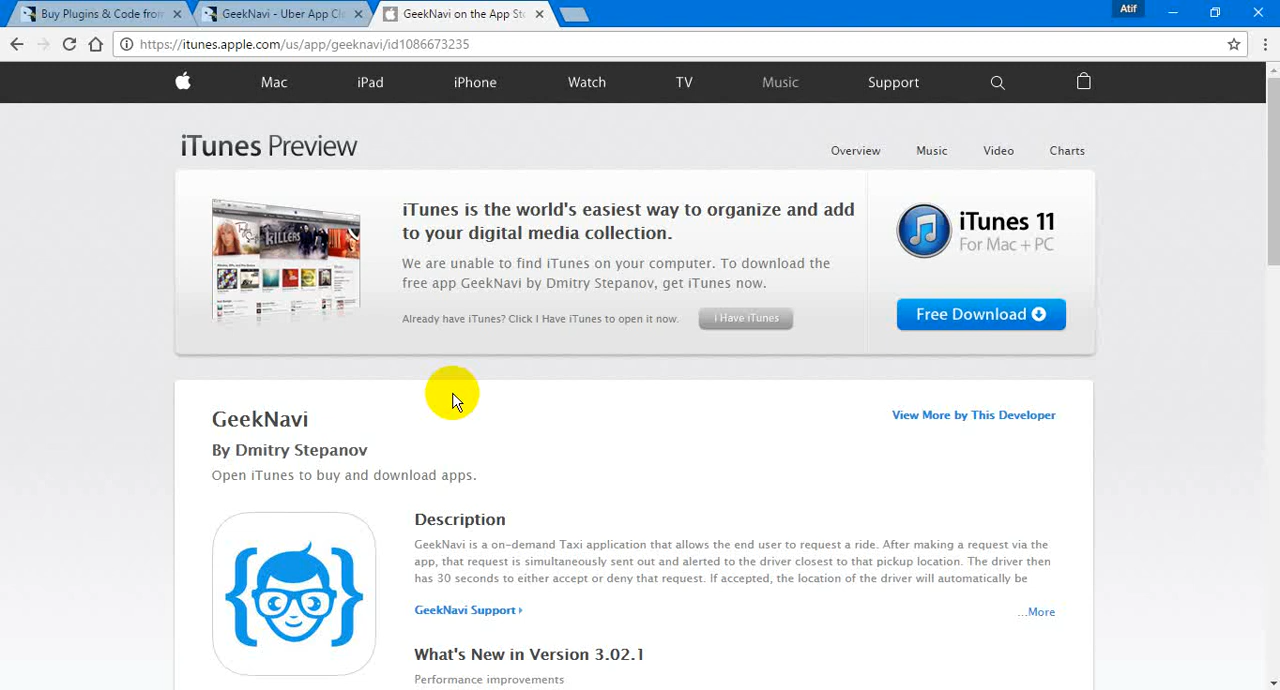 Buy Plugins & Code from
GeekNavi - Uber App Cl
GeekNavi on the App St
Atif
https://itunes.apple.com/us/app/geeknavi/id1086673235
Mac
iPad
iPhone
Watch
TV
Music
Support
iTunes Preview
Overview
Music
Video
Charts
iTunes is the world's easiest way to organize and add
to your digital media collection.
We are unable to find iTunes on your computer. To download the
free app GeekNavi by Dmitry Stepanov, get iTunes now.
Already have iTunes? Click I Have iTunes to open it now.
I Have iTunes
iTunes 11
For Mac + PC
Free Download
KILLERS
GeekNavi
View More by This Developer
By Dmitry Stepanov
Open iTunes to buy and download apps.
Description
GeekNavi is a on-demand Taxi application that allows the end user to request a ride. After making a request via the
app, that request is simultaneously sent out and alerted to the driver closest to that pickup location. The driver then
has 30 seconds to either accept or deny that request. If accepted, the location of the driver will automatically be
GeekNavi Support
...More
What's New in Version 3.02.1
Performance improvements